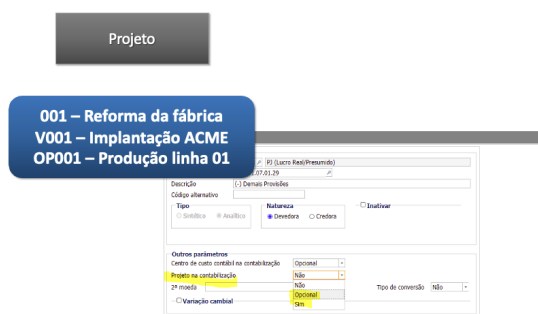 Projeto
001 – Reforma da fábrica
V001 – Implantação ACME
OP001 – Produção linha 01
PJ (Lucro Real/Presumido)
.07.01.29
Descrição (-) Demais Provisões
Código alternativo
Tipo Natureza Inativar
Sintética Analítica Devedora Credora
Outros parâmetros
Centro de custo contábil na contabilização Opcional
Projeto na contabilização Não
2ª moeda Não Tipo de conversão Não
Opcional
Sim
Variação cambial